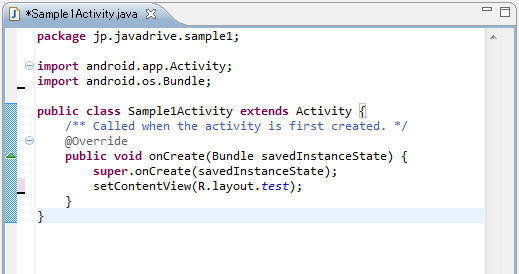 *Sample1Activity.java
package jp.javadrive.sample1;
import android.app.Activity;
import android.os.Bundle;
public class Sample1Activity extends Activity {
    /** Called when the activity is first created. */
    @Override
    public void onCreate(Bundle savedInstanceState) {
        super.onCreate(savedInstanceState);
        setContentView(R.layout.test);
    }
}